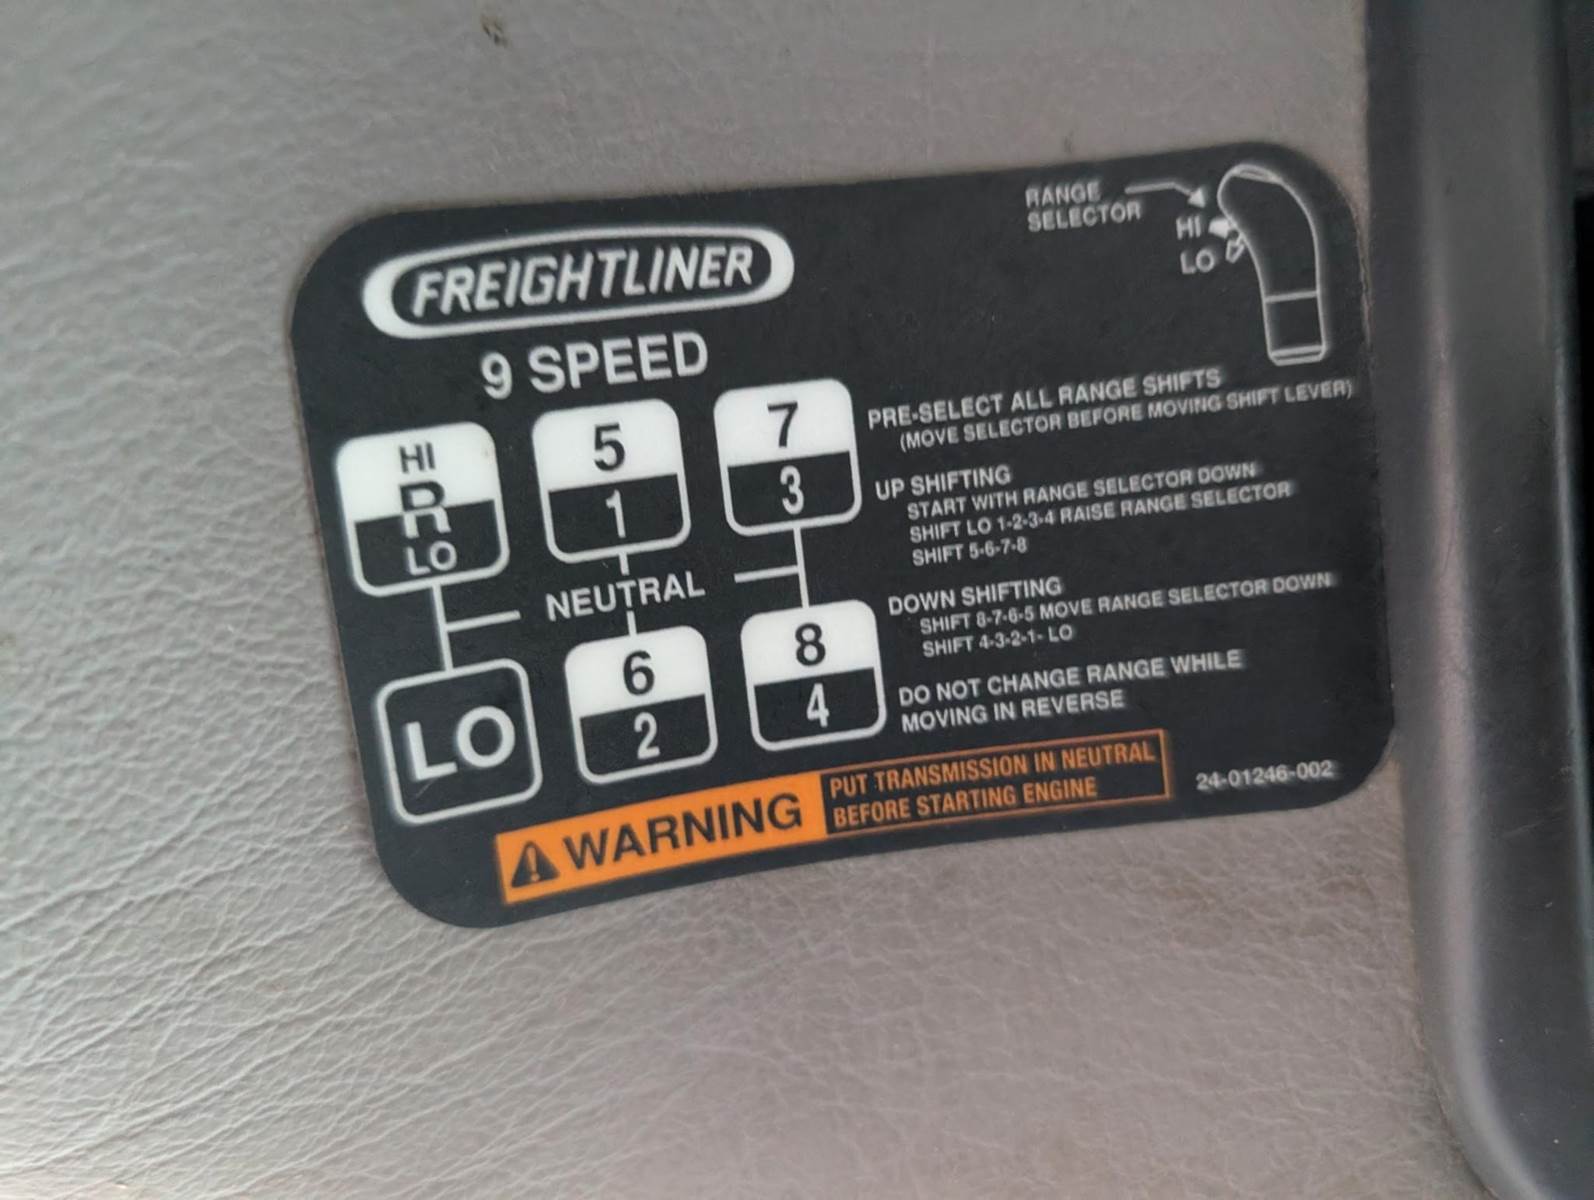 RANGE
SELECTOR
HI
LO
FREIGHTLINER
9 SPEED
HI
R
LO
5
1
7
3
NEUTRAL
LO
6
2
8
4
PRE-SELECT ALL RANGE SHIFTS
(MOVE SELECTOR BEFORE MOVING SHIFT LEVER)
UP SHIFTING
START WITH RANGE SELECTOR DOWN
SHIFT LO 1-2-3-4 RAISE RANGE SELECTOR
SHIFT 5-6-7-8
DOWN SHIFTING
SHIFT 8-7-6-5 MOVE RANGE SELECTOR DOWN
SHIFT 4-3-2-1- LO
DO NOT CHANGE RANGE WHILE
MOVING IN REVERSE
WARNING
PUT TRANSMISSION IN NEUTRAL
BEFORE STARTING ENGINE
24-01246-002